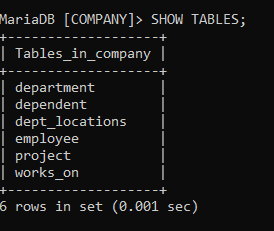 MariaDB [COMPANY]> SHOW TABLES;
+-------------------+
| Tables_in_company |
+-------------------+
| department        |
| dependent         |
| dept_locations    |
| employee          |
| project           |
| works_on          |
+-------------------+
6 rows in set (0.001 sec)